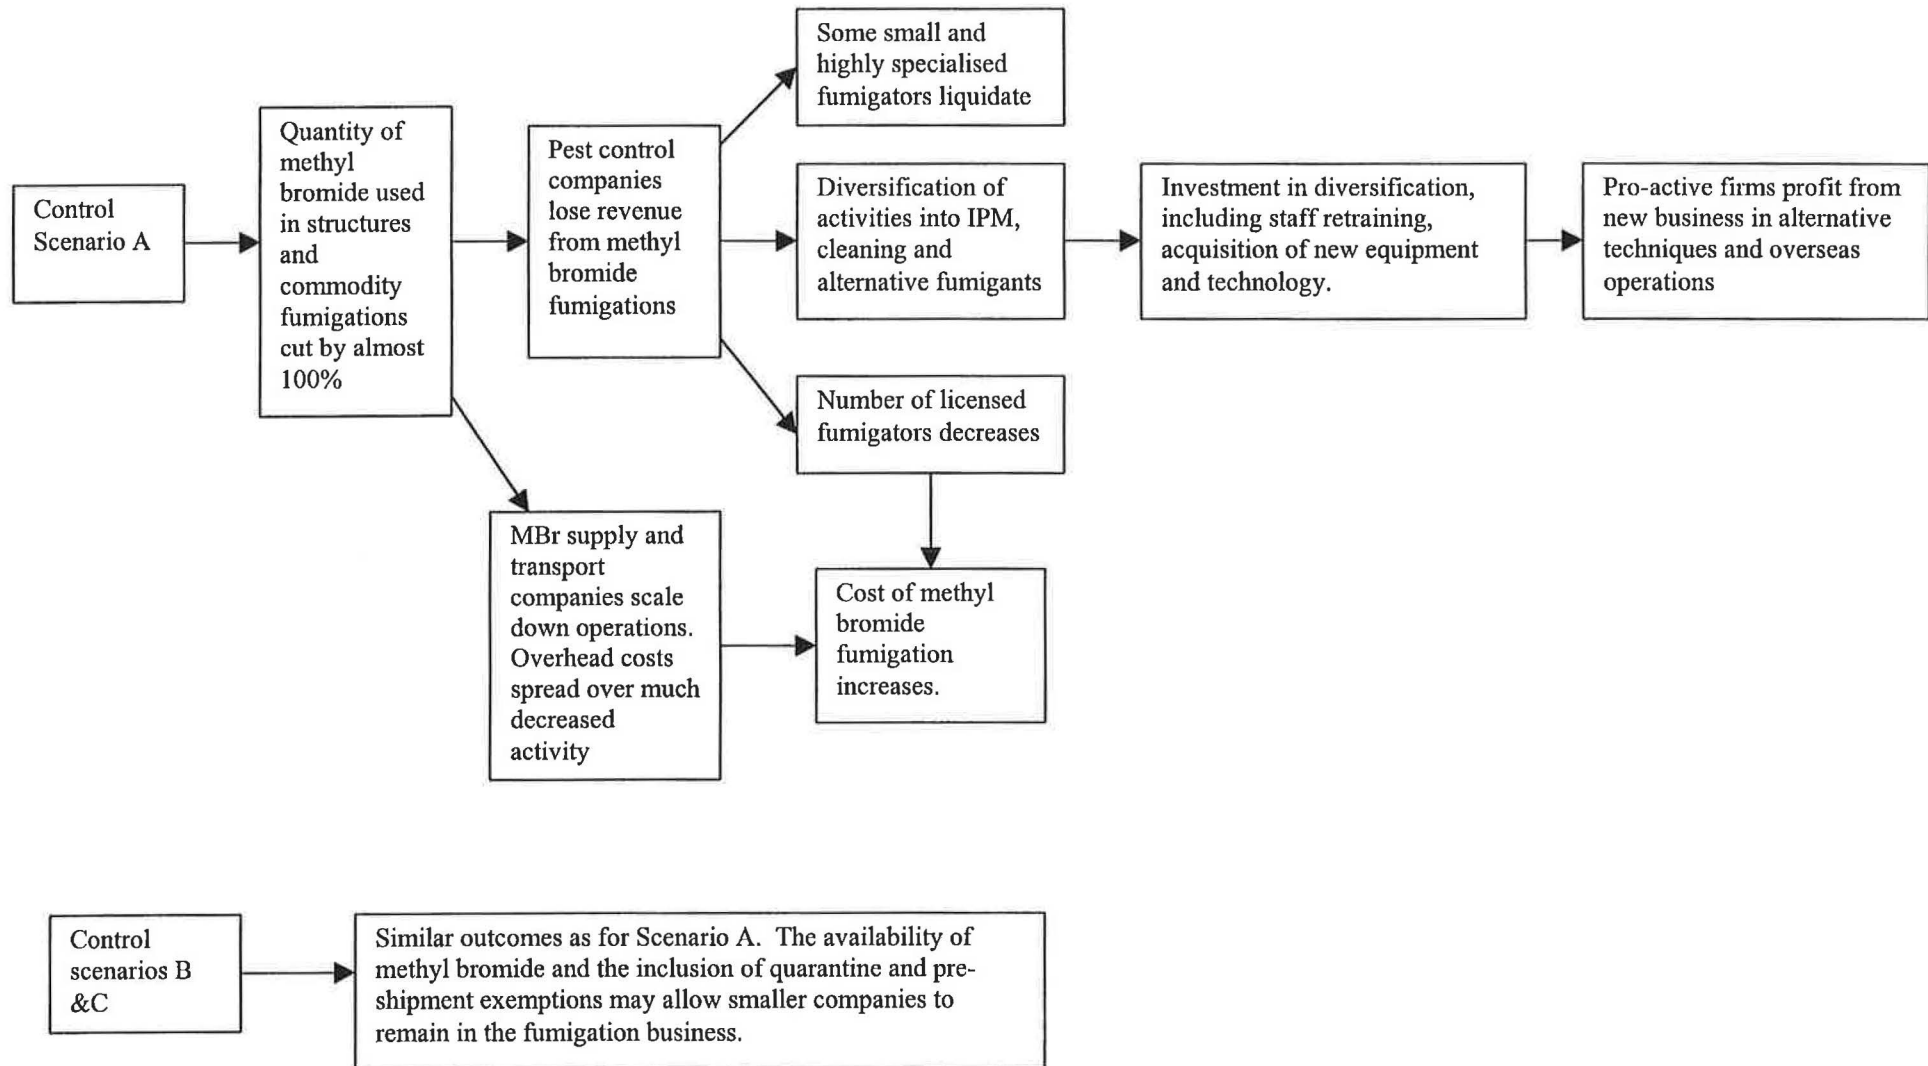 Control
Scenario A
Quantity of
methyl
bromide used
in structures
and
commodity
fumigations
cut by almost
100%
Pest control
companies
lose revenue
from methyl
bromide
fumigations
Some small and
highly specialised
fumigators liquidate
Diversification of
activities into IPM,
cleaning and
alternative fumigants
Investment in diversification,
including staff retraining,
acquisition of new equipment
and technology.
Pro-active firms profit from
new business in alternative
techniques and overseas
operations
Number of licensed
fumigators decreases
MBr supply and
transport
companies scale
down operations.
Overhead costs
spread over much
decreased
activity
Cost of methyl
bromide
fumigation
increases.
Control
scenarios B
&C
Similar outcomes as for Scenario A.  The availability of
methyl bromide and the inclusion of quarantine and pre-
shipment exemptions may allow smaller companies to
remain in the fumigation business.